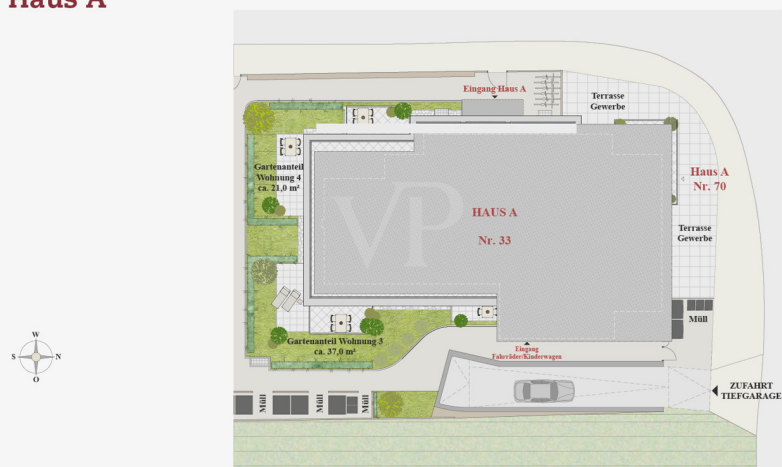 Haus A
Eingang Haus A
Terrasse
Gewerbe
Gartenanteil
Wohnung 4
ca. 21,0 m²
Haus A
Nr. 70
VP
HAUS A
Nr. 33
Terrasse
Gewerbe
Müll
W
S
N
O
Gartenanteil Wohnung 3
ca. 37,0 m²
Eingang
Fahrräder/Kinderwagen
ZUFAHRT
TIEFGARAGE
Müll
Müll
Müll